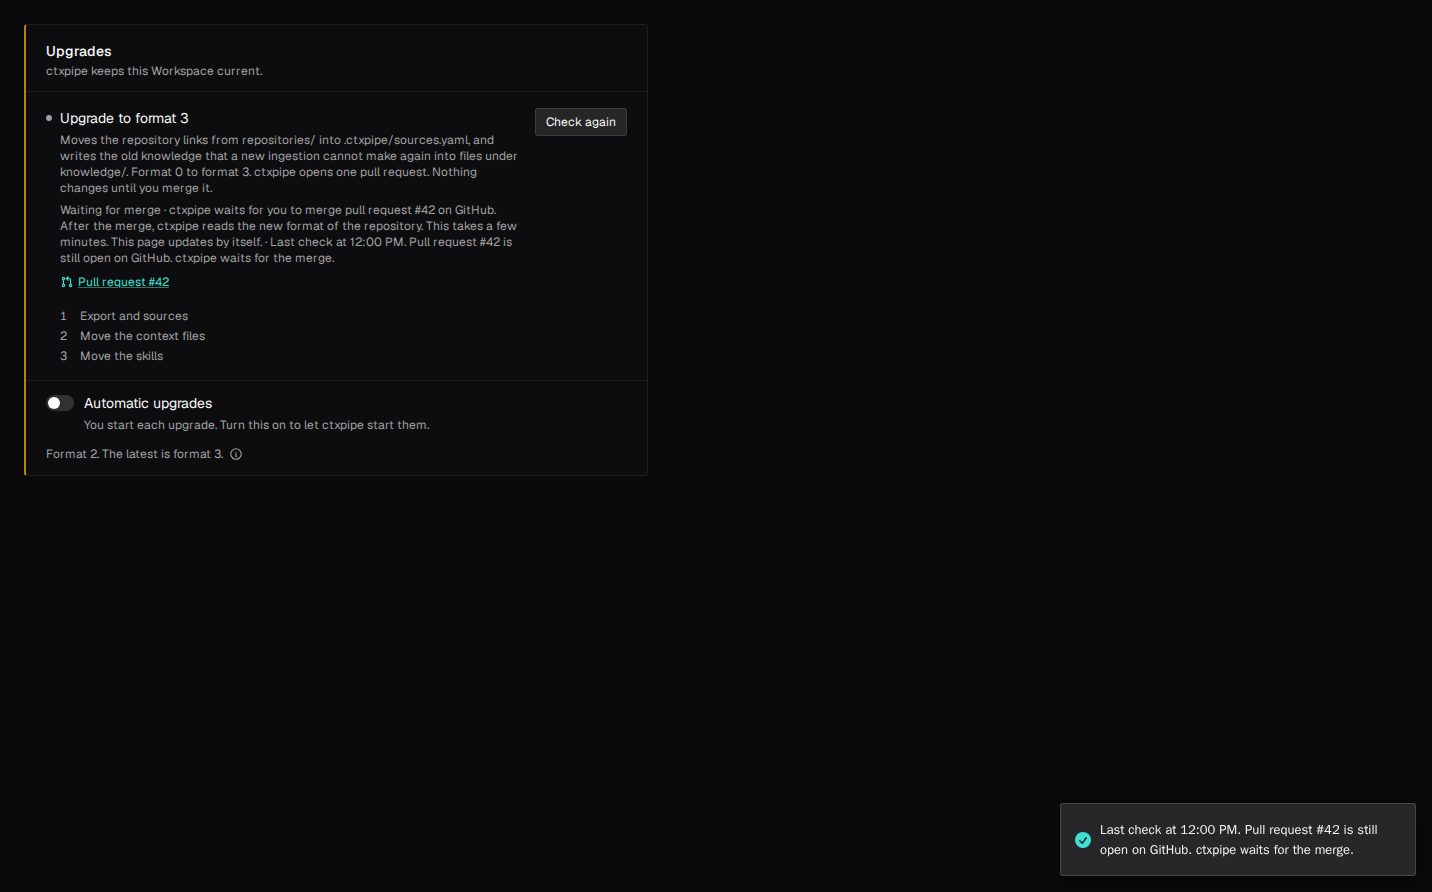 Upgrades
ctxpipe keeps this Workspace current.
Upgrade to format 3
Check again
Moves the repository links from repositories/ into .ctxpipe/sources.yaml, and
writes the old knowledge that a new ingestion cannot make again into files under
knowledge/. Format 0 to format 3. ctxpipe opens one pull request. Nothing
changes until you merge it.
Waiting for merge · ctxpipe waits for you to merge pull request #42 on GitHub.
After the merge, ctxpipe reads the new format of the repository. This takes a few
minutes. This page updates by itself. · Last check at 12:00 PM. Pull request #42 is
still open on GitHub. ctxpipe waits for the merge.
Pull request #42
1 Export and sources
2 Move the context files
3 Move the skills
Automatic upgrades
You start each upgrade. Turn this on to let ctxpipe start them.
Format 2. The latest is format 3.
Last check at 12:00 PM. Pull request #42 is still
open on GitHub. ctxpipe waits for the merge.